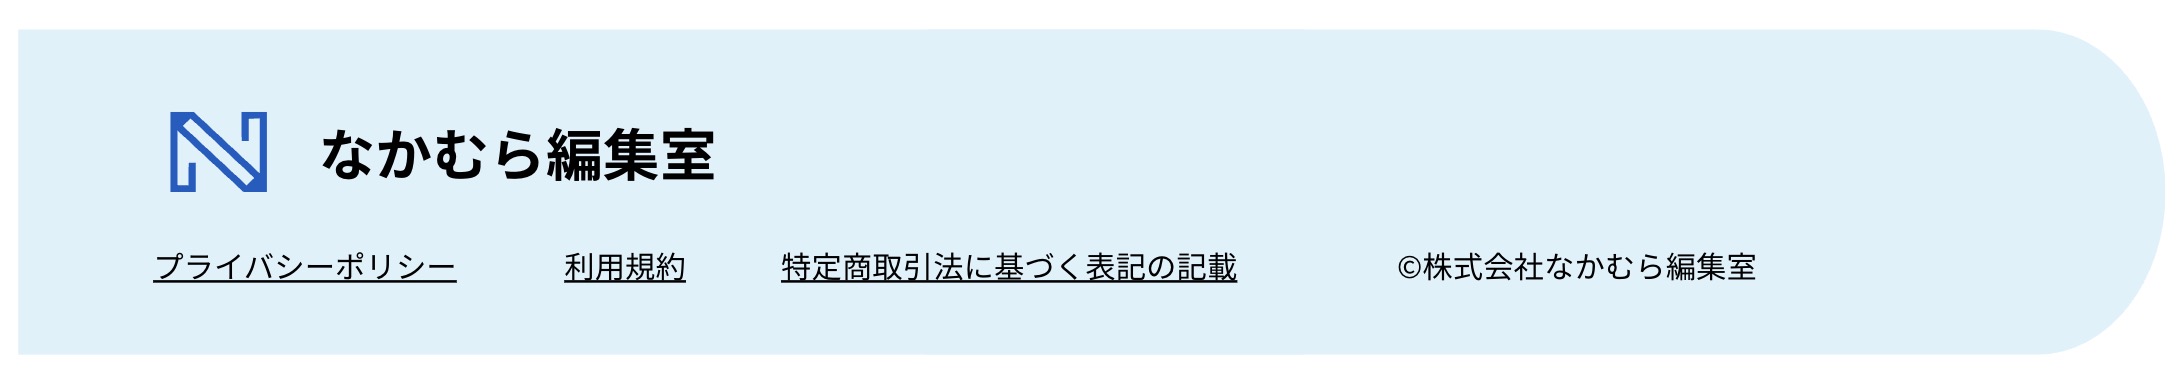 なかむら編集室
プライバシーポリシー 利用規約 特定商取引法に基づく表記の記載 ©株式会社なかむら編集室